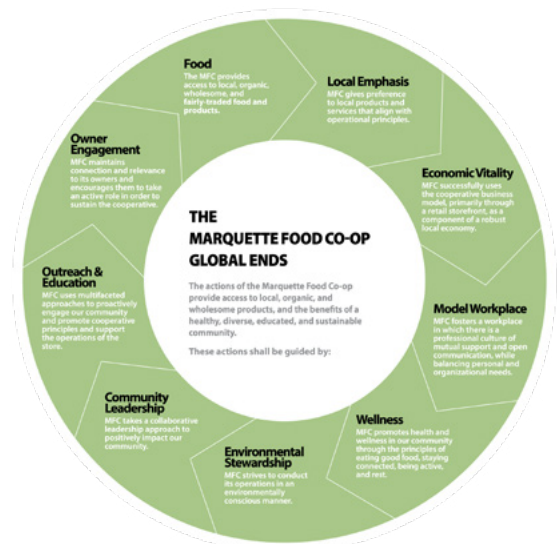 THE
MARQUETTE FOOD CO-OP
GLOBAL ENDS
The actions of the Marquette Food Co-op
provide access to local, organic, and
wholesome products, and the benefits of a
healthy, diverse, educated, and sustainable
community.
These actions shall be guided by:
Food
The MFC provides
access to local, organic,
wholesome, and
fairly-traded food and
products.
Local Emphasis
MFC gives preference
to local products and
services that align with
operational principles.
Economic Vitality
MFC successfully uses
the cooperative business
model, primarily through
a retail storefront, as a
component of a robust
local economy.
Model Workplace
MFC fosters a workplace
in which there is a
professional culture of
mutual support and open
communication, while
balancing personal and
organizational needs.
Wellness
MFC promotes health and
wellness in our community
through the principles of
eating good food, staying
connected, being active,
and rest.
Environmental
Stewardship
MFC strives to conduct
its operations in an
environmentally
conscious manner.
Community
Leadership
MFC takes a collaborative
leadership approach to
positively impact our
community.
Outreach &
Education
MFC uses multifaceted
approaches to proactively
engage our community
and promote cooperative
principles and support
the operations of the
store.
Owner
Engagement
MFC maintains
connection and relevance
to its owners and
encourages them to take
an active role in order to
sustain the cooperative.